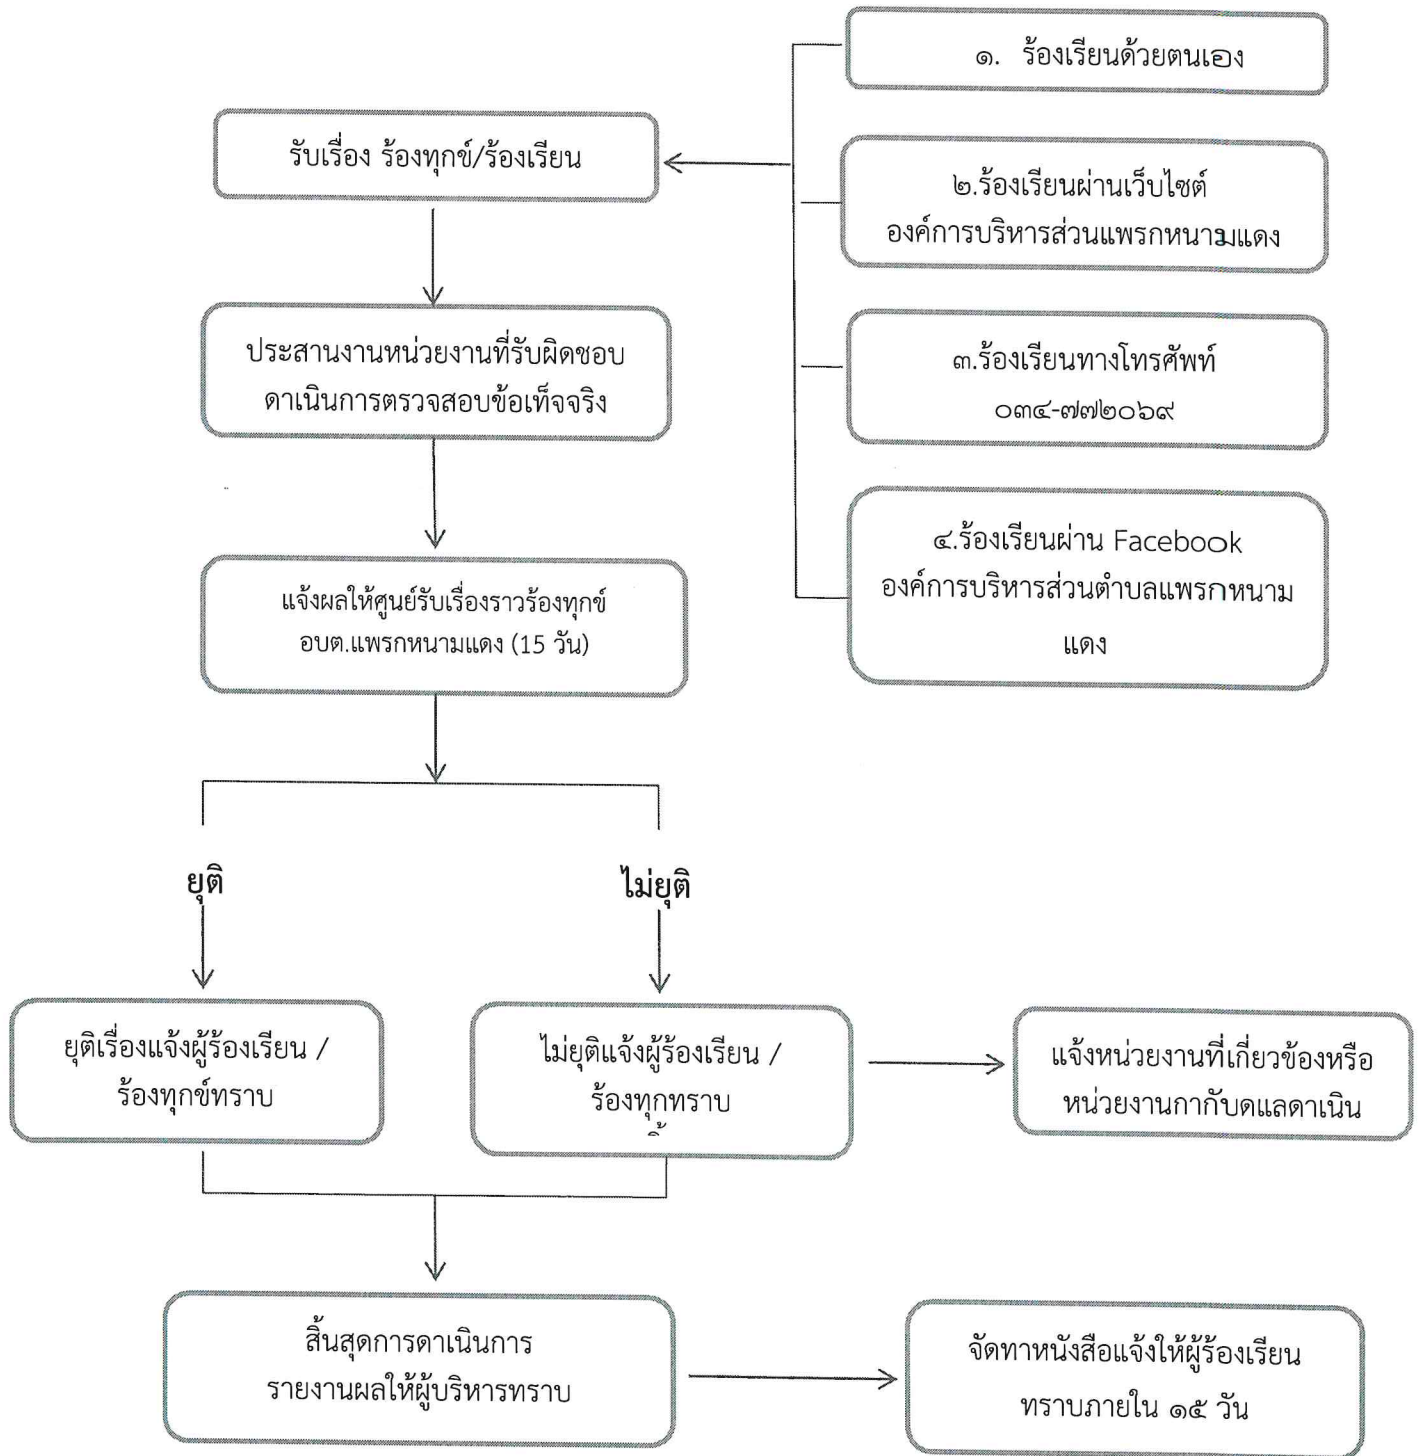 ๑. ร้องเรียนด้วยตนเอง
รับเรื่อง ร้องทุกข์/ร้องเรียน
๒.ร้องเรียนผ่านเว็บไซต์
องค์การบริหารส่วนแพรกหนามแดง
ประสานงานหน่วยงานที่รับผิดชอบ
ดาเนินการตรวจสอบข้อเท็จจริง
๓.ร้องเรียนทางโทรศัพท์
๐๓๔-๗๗๒๐๖๙
๔.ร้องเรียนผ่าน Facebook
องค์การบริหารส่วนตำบลแพรกหนาม
แดง
แจ้งผลให้ศูนย์รับเรื่องราวร้องทุกข์
อบต.แพรกหนามแดง (15 วัน)
ยุติ
ไม่ยุติ
ยุติเรื่องแจ้งผู้ร้องเรียน /
ร้องทุกข์ทราบ
ไม่ยุติแจ้งผู้ร้องเรียน /
ร้องทุกทราบ
แจ้งหน่วยงานที่เกี่ยวข้องหรือ
หน่วยงานกากับดแลดาเนิน
สิ้นสุดการดาเนินการ
รายงานผลให้ผู้บริหารทราบ
จัดทาหนังสือแจ้งให้ผู้ร้องเรียน
ทราบภายใน ๑๕ วัน